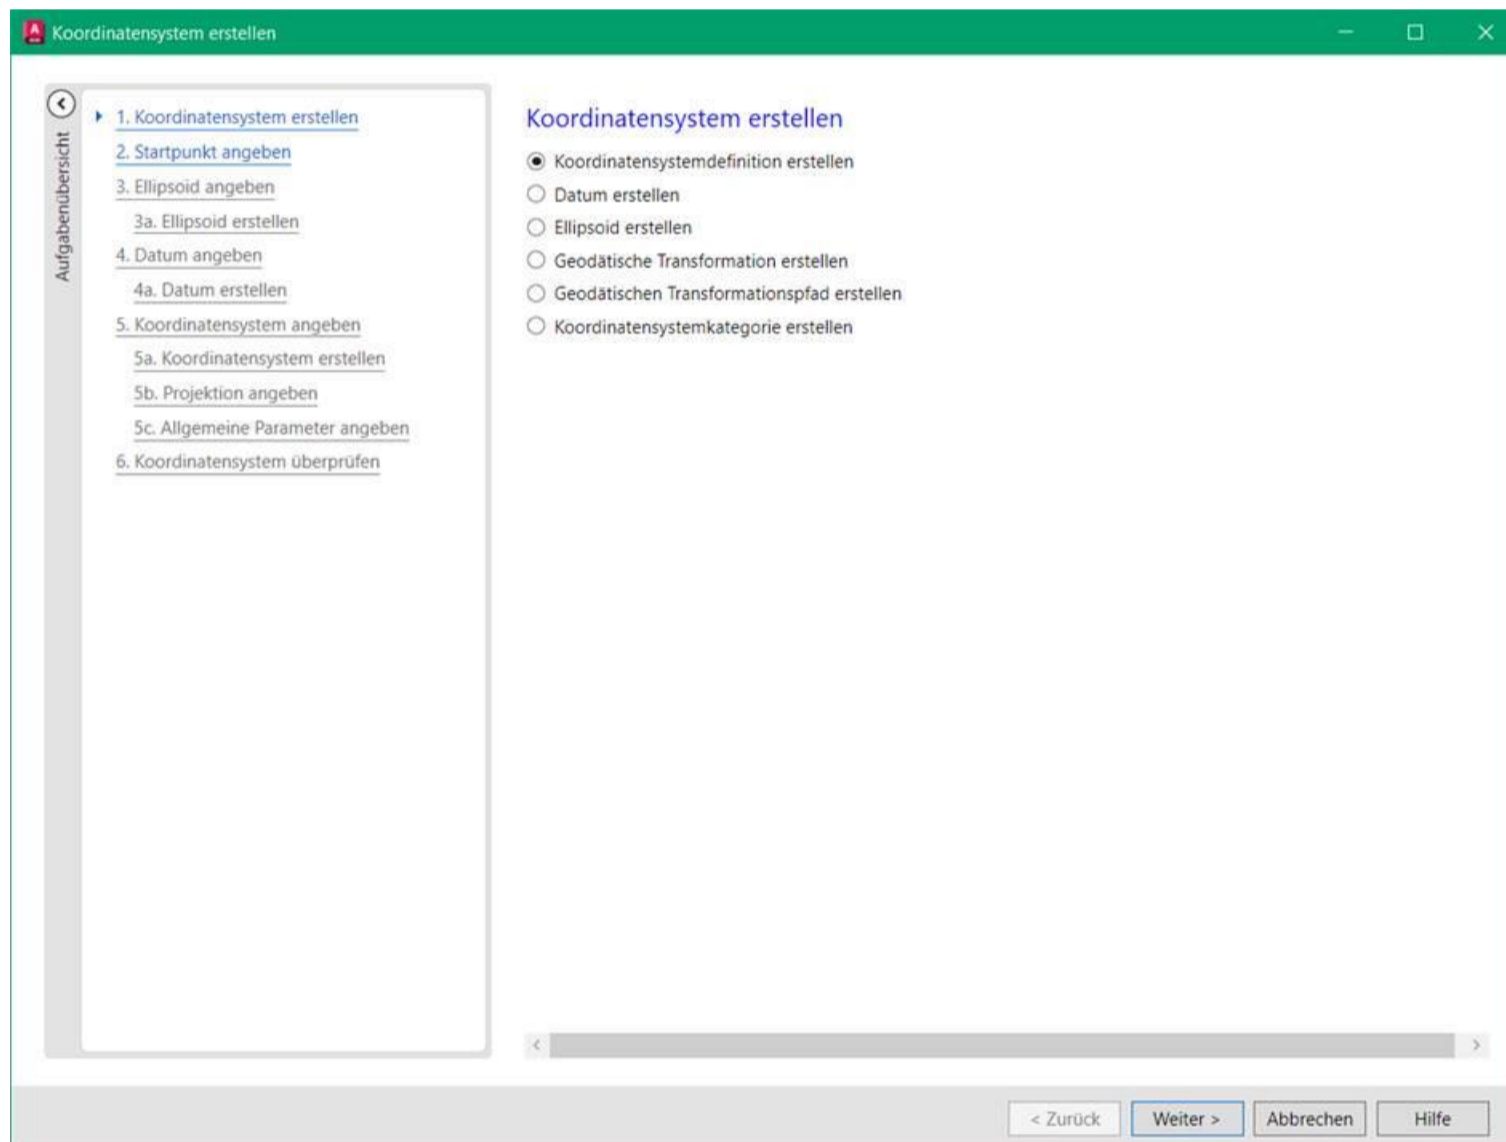 Koordinatensystem erstellen
Aufgabenübersicht
1. Koordinatensystem erstellen
2. Startpunkt angeben
3. Ellipsoid angeben
3a. Ellipsoid erstellen
4. Datum angeben
4a. Datum erstellen
5. Koordinatensystem angeben
5a. Koordinatensystem erstellen
5b. Projektion angeben
5c. Allgemeine Parameter angeben
6. Koordinatensystem überprüfen
Koordinatensystem erstellen
Koordinatensystemdefinition erstellen
Datum erstellen
Ellipsoid erstellen
Geodätische Transformation erstellen
Geodätischen Transformationspfad erstellen
Koordinatensystemkategorie erstellen
< Zurück
Weiter >
Abbrechen
Hilfe